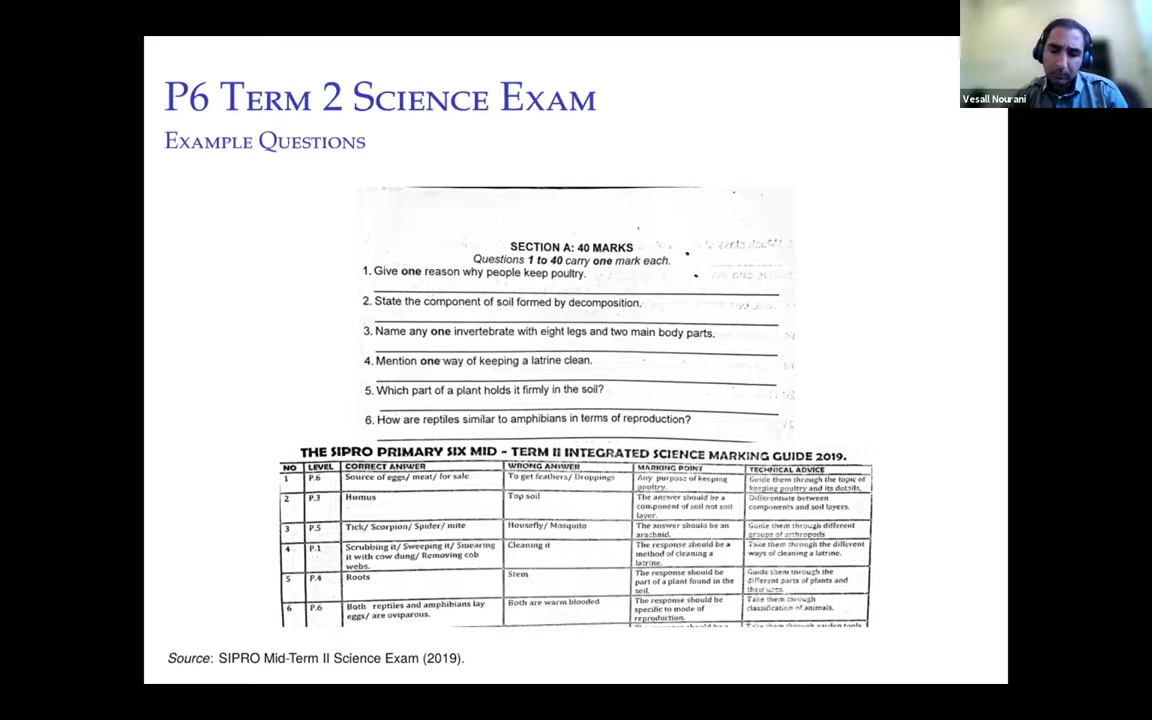 Vesall Nourani
P6 Term 2 Science Exam
Example Questions
SECTION A: 40 MARKS
Questions 1 to 40 carry one mark each.
1. Give one reason why people keep poultry.
2. State the component of soil formed by decomposition.
3. Name any one invertebrate with eight legs and two main body parts.
4. Mention one way of keeping a latrine clean.
5. Which part of a plant holds it firmly in the soil?
6. How are reptiles similar to amphibians in terms of reproduction?
THE SIPRO PRIMARY SIX MID - TERM II INTEGRATED SCIENCE MARKING GUIDE 2019.
NO LEVEL CORRECT ANSWER WRONG ANSWER MARKING POINT TECHNICAL ADVICE
1 P.6 Source of eggs/ meat/ for sale To get feathers/ Droppings Any purpose of keeping Guide them through the topic of
poultry. keeping poultry and its details.
2 P.3 Humus Top soil The answer should be a Differentiate between
component of soil not soil components and soil layers.
layer.
3 P.5 Tick/ Scorpion/ Spider/ mite Housefly/ Mosquito The answer should be an Guide them through different
arachnid. groups of arthropods
4 P.1 Scrubbing it/ Sweeping it/ Smearing Cleaning it The response should be a Take them through the different
it with cow dung/ Removing cob method of cleaning a ways of cleaning a latrine.
webs. latrine.
5 P.4 Roots Stem The response should be Guide them through the
part of a plant found in the different parts of plants and
soil. their uses.
6 P.6 Both reptiles and amphibians lay Both are warm blooded The response should be Take them through
eggs/ are oviparous. specific to mode of classification of animals.
reproduction.
Source: SIPRO Mid-Term II Science Exam (2019).